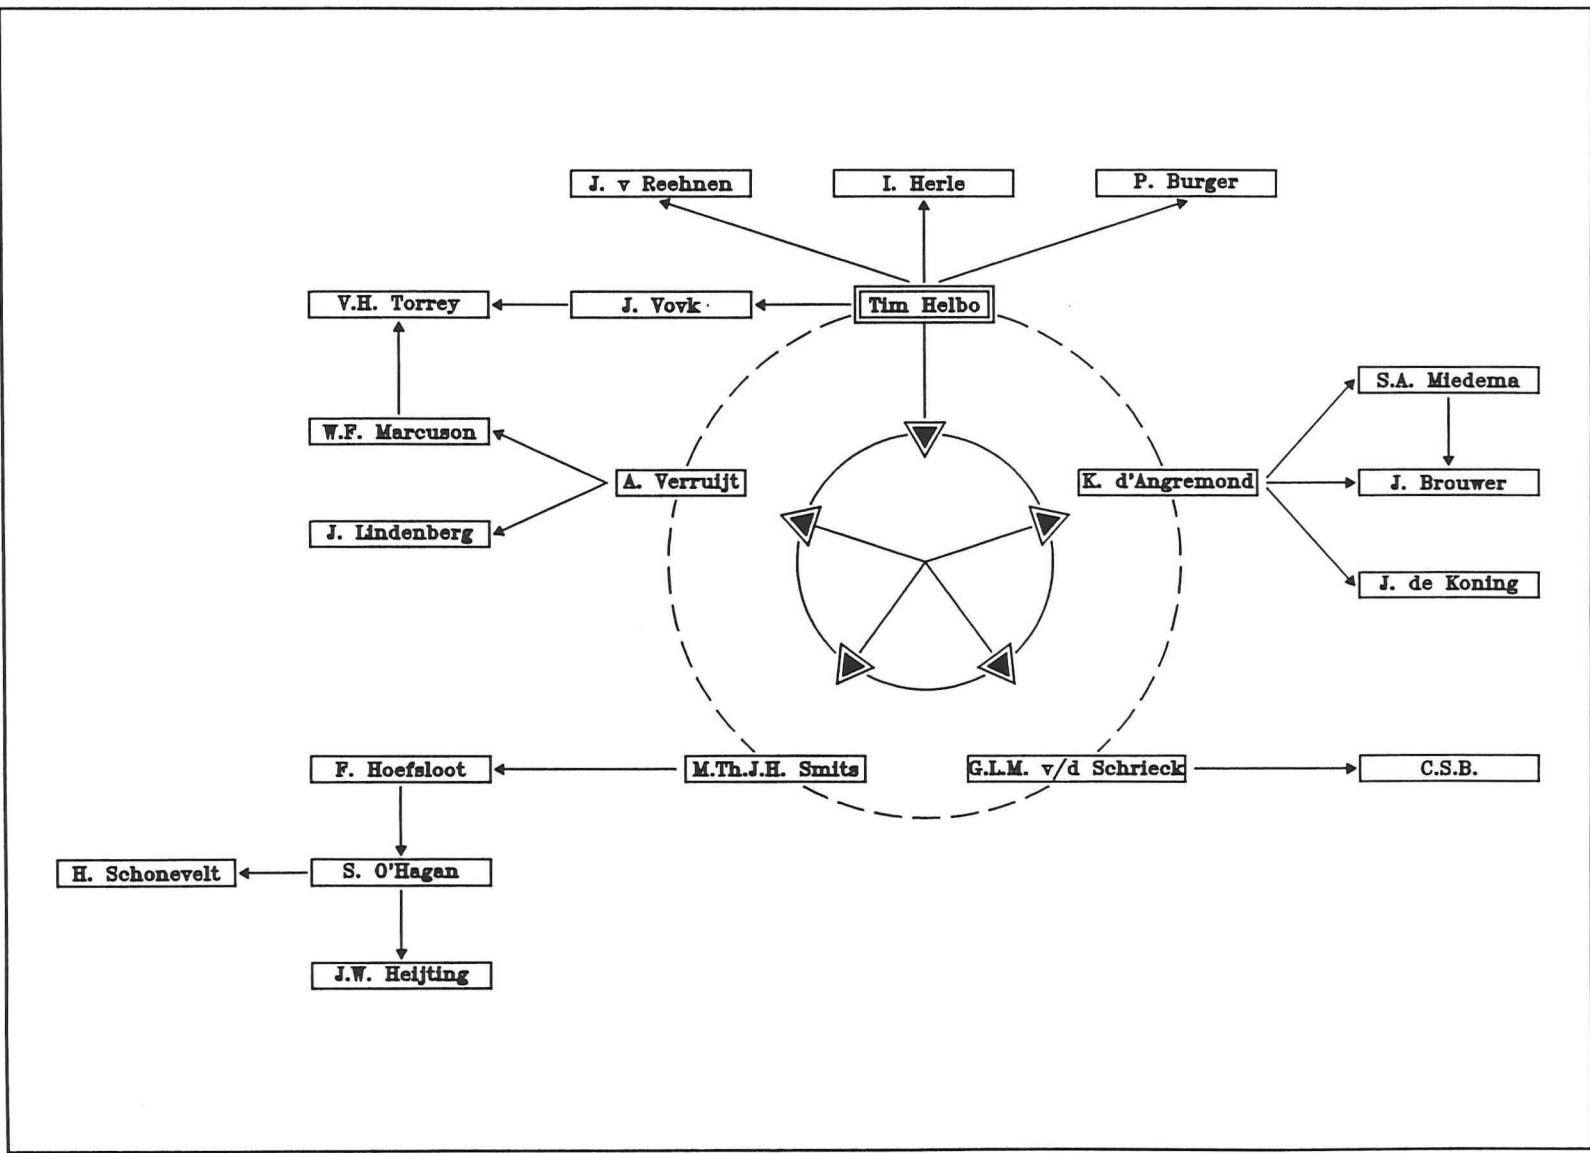 J. v Reehnen
I. Herle
P. Burger
V.H. Torrey
J. Vovk
Tim Helbo
S.A. Miedema
W.F. Marcuson
A. Verruijt
K. d'Angremond
J. Brouwer
J. Lindenberg
J. de Koning
F. Hoefsloot
M.Th.J.H. Smits
G.L.M. v/d Schrieck
C.S.B.
H. Schonevelt
S. O'Hagan
J.W. Heijting